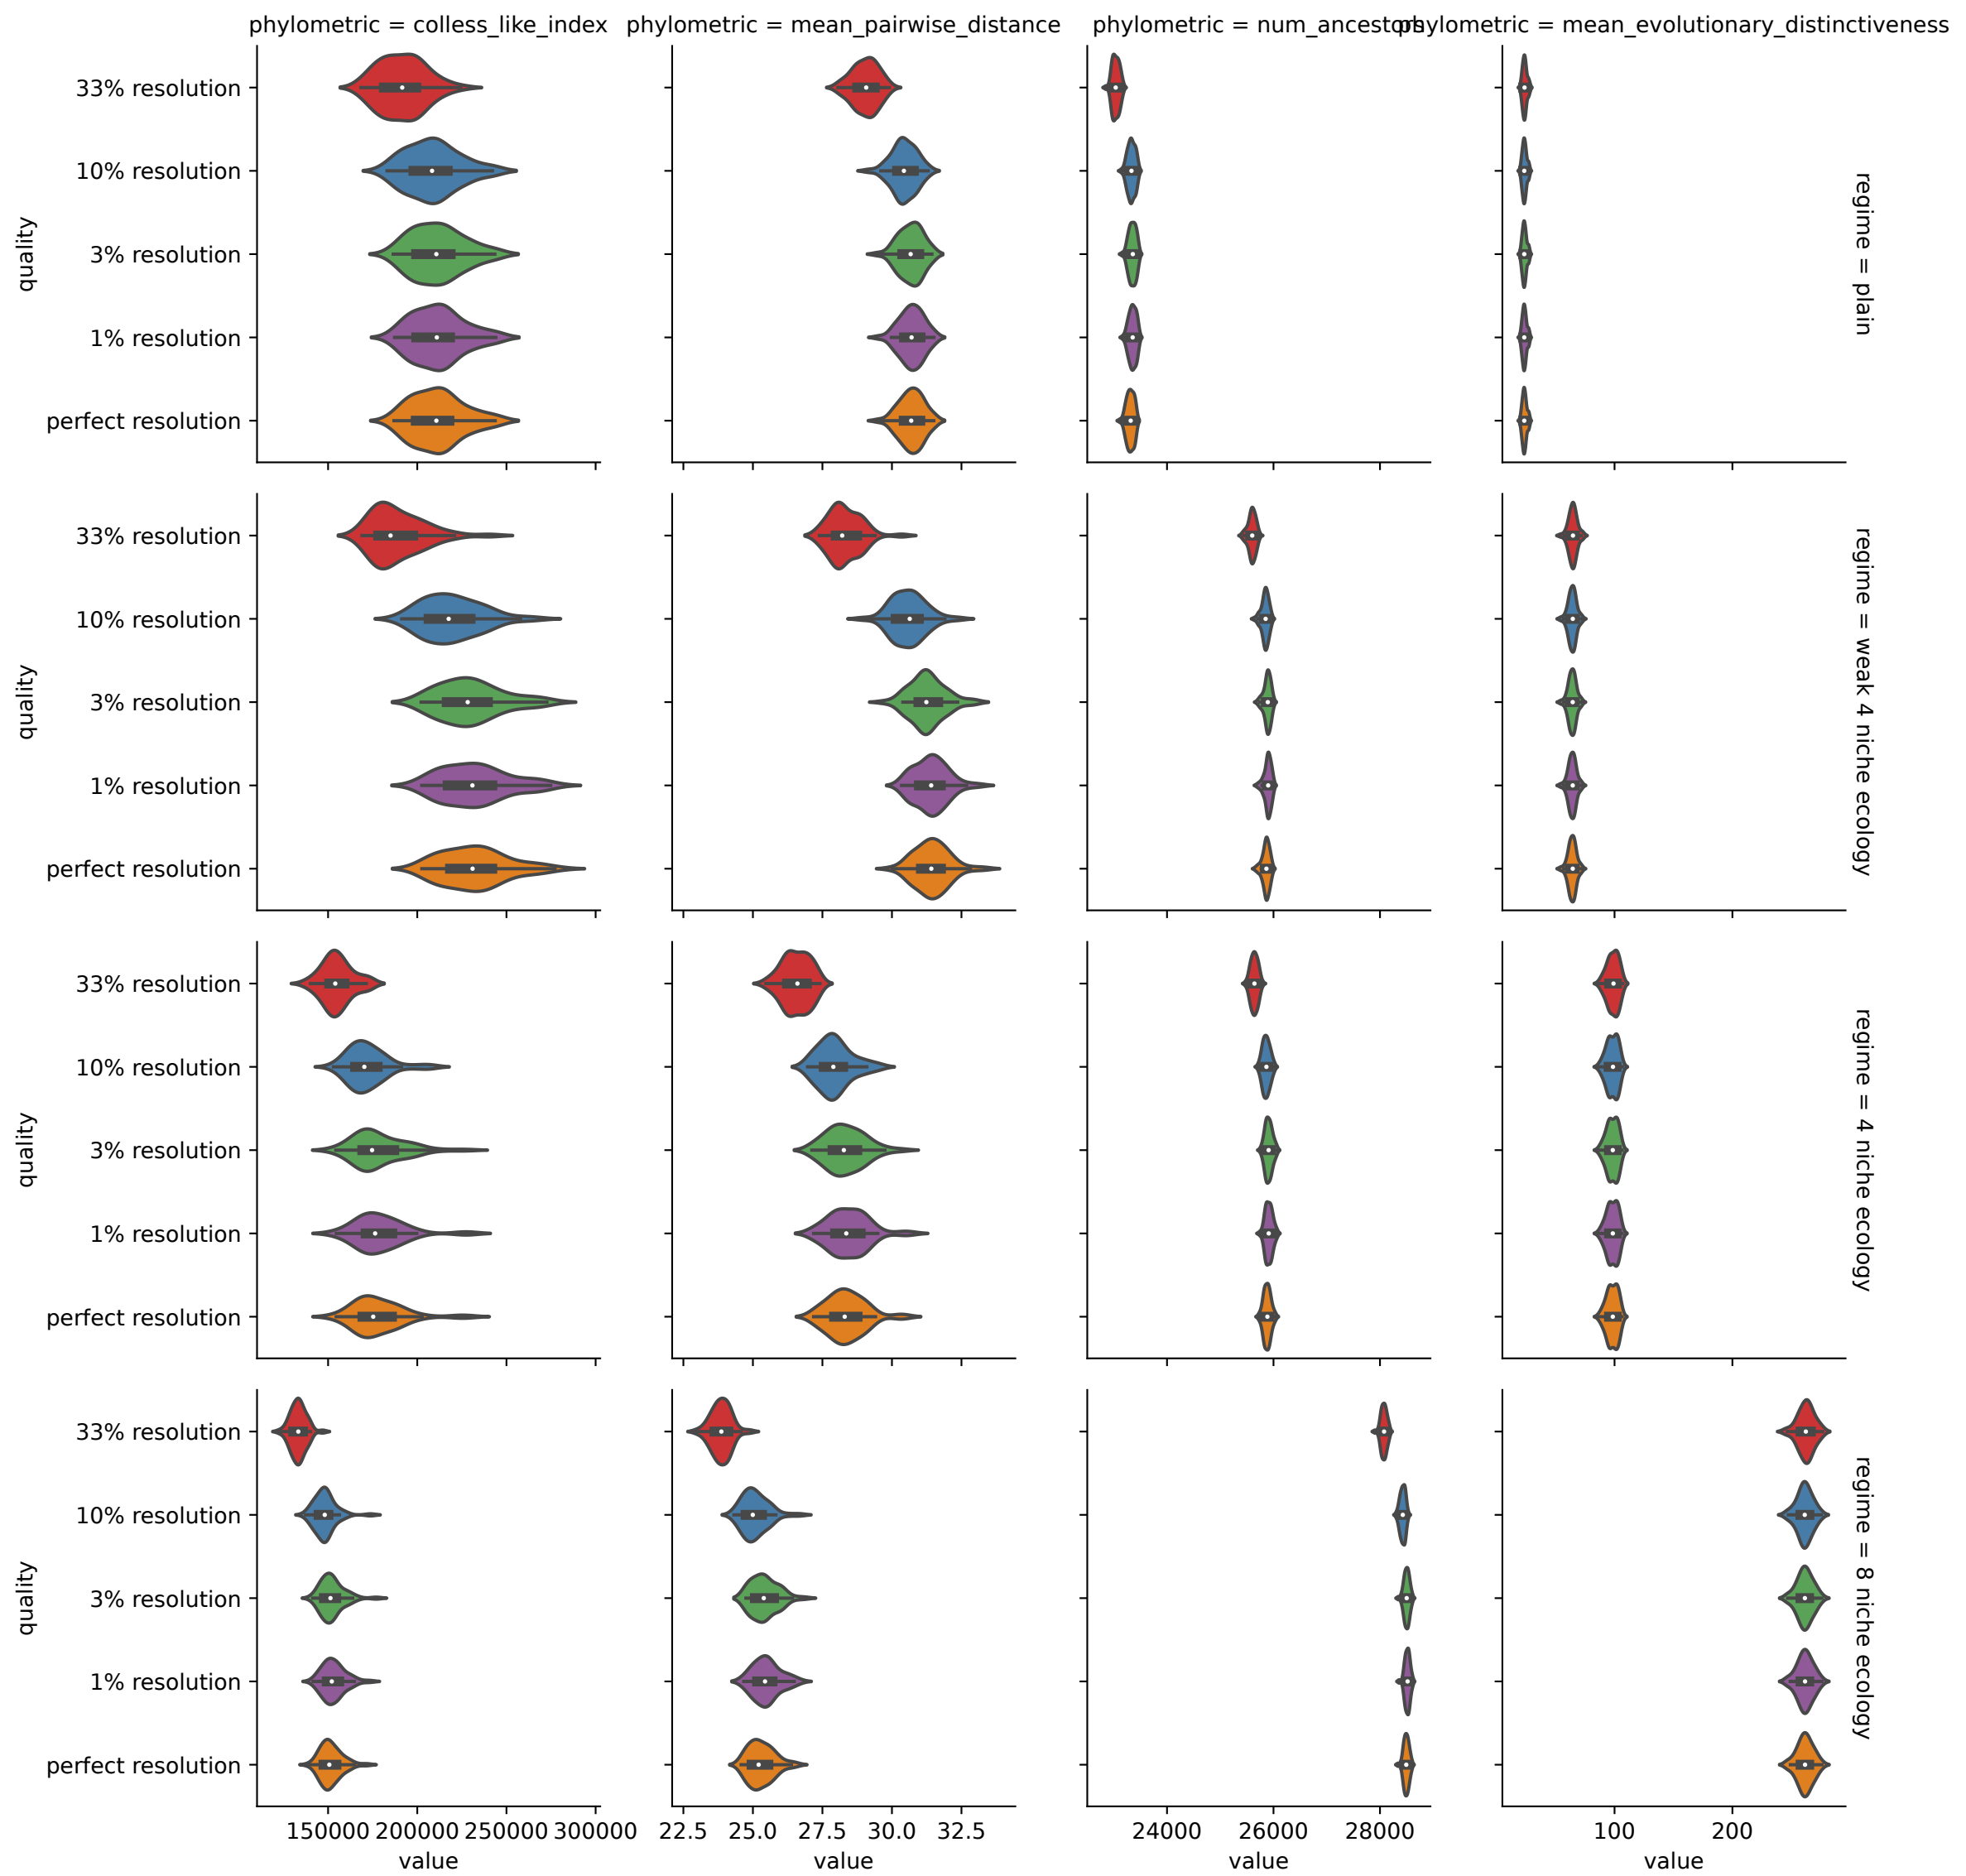 phylometric = colless_like_index
phylometric = mean_pairwise_distance
phylometric = num_ancestors
phylometric = mean_evolutionary_distinctiveness
quality
33% resolution
10% resolution
3% resolution
1% resolution
perfect resolution
regime = plain
quality
33% resolution
10% resolution
3% resolution
1% resolution
perfect resolution
regime = weak 4 niche ecology
quality
33% resolution
10% resolution
3% resolution
1% resolution
perfect resolution
regime = 4 niche ecology
quality
33% resolution
10% resolution
3% resolution
1% resolution
perfect resolution
regime = 8 niche ecology
150000 200000 250000 300000
value
22.5 25.0 27.5 30.0 32.5
value
24000 26000 28000
value
100 200
value